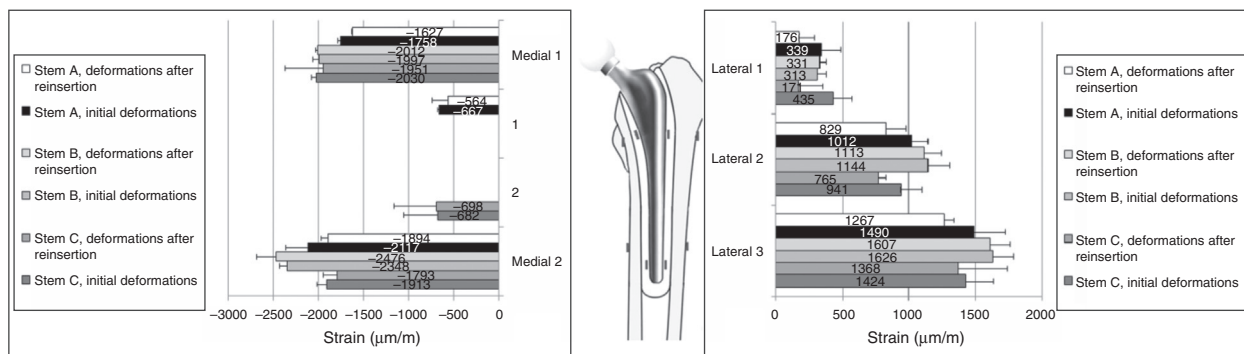 Stem A, deformations after
reinsertion
Stem A, initial deformations
Stem B, deformations after
reinsertion
Stem B, initial deformations
Stem C, deformations after
reinsertion
Stem C, initial deformations
−1627
−1758
−2012
−1997
−1951
−2030
Medial 1
−564
−667
1
2
−698
−682
−1894
−2117
−2476
−2348
−1793
−1913
Medial 2
−3000 −2500 −2000 −1500 −1000 −500 0
Strain (μm/m)
Lateral 1
176
339
331
313
171
435
Lateral 2
829
1012
1113
1144
765
941
Lateral 3
1267
1490
1607
1626
1368
1424
0 500 1000 1500 2000
Strain (μm/m)
Stem A, deformations after
reinsertion
Stem A, initial deformations
Stem B, deformations after
reinsertion
Stem B, initial deformations
Stem C, deformations after
reinsertion
Stem C, initial deformations